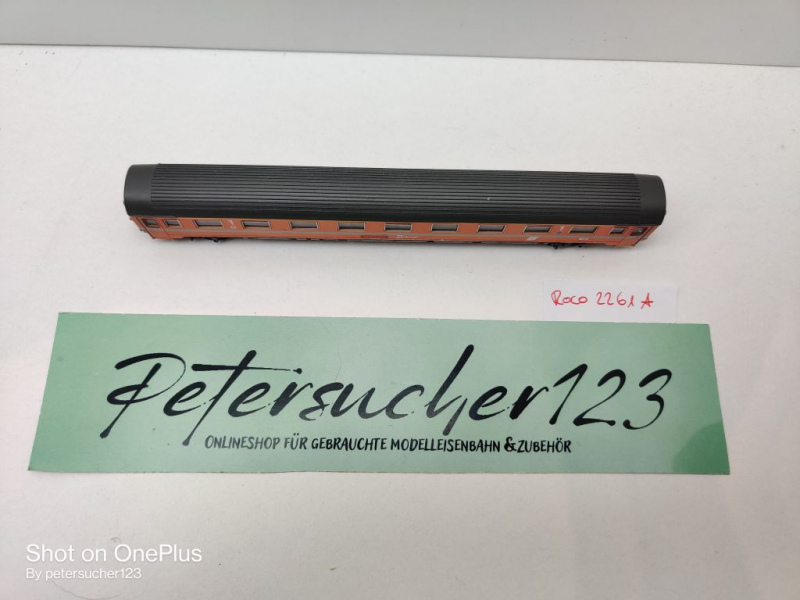 Roco 2261 A
Petersucher123
ONLINESHOP FÜR GEBRAUCHTE MODELLEISENBAHN & ZUBEHÖR
Shot on OnePlus
By petersucher123